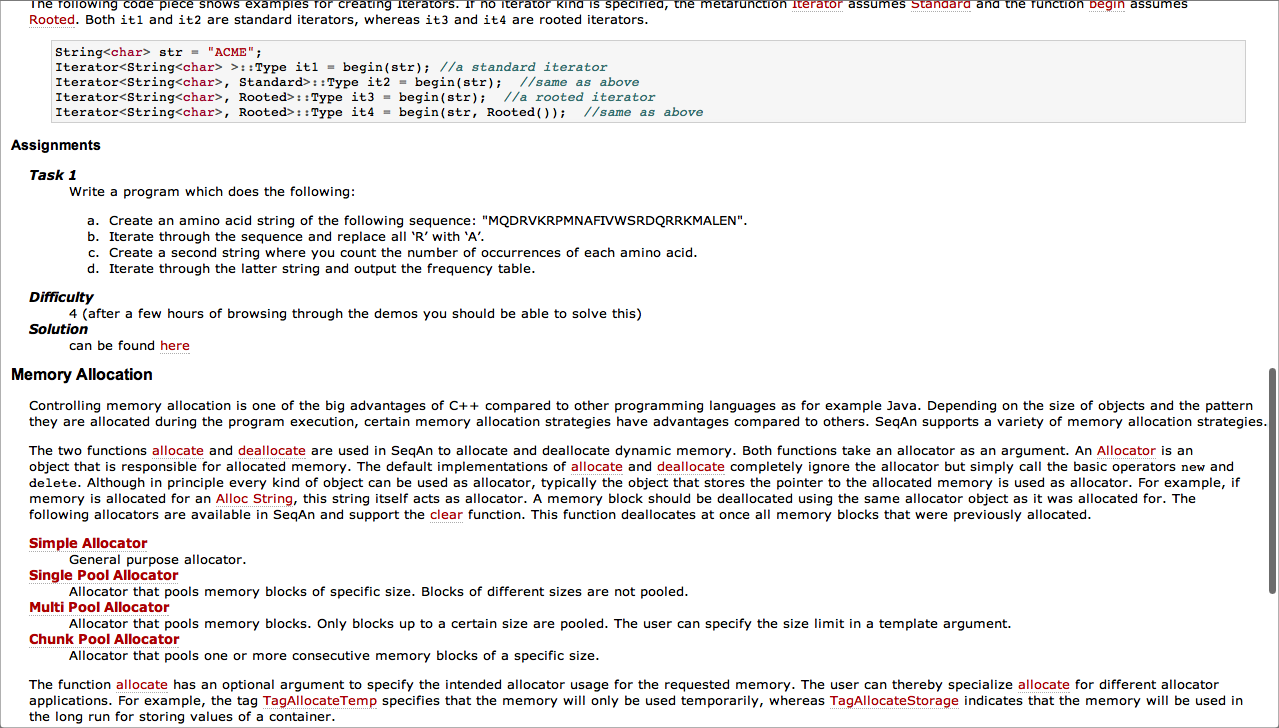 The following code piece shows examples for creating Iterators. If no iterator kind is specified, the metafunction Iterator assumes Standard and the function begin assumes
Rooted. Both it1 and it2 are standard iterators, whereas it3 and it4 are rooted iterators.
String<char> str = "ACME";
Iterator<String<char> >::Type it1 = begin(str); //a standard iterator
Iterator<String<char>, Standard>::Type it2 = begin(str);  //same as above
Iterator<String<char>, Rooted>::Type it3 = begin(str);  //a rooted iterator
Iterator<String<char>, Rooted>::Type it4 = begin(str, Rooted());  //same as above
Assignments
Task 1
Write a program which does the following:
a. Create an amino acid string of the following sequence: "MQDRVKRPMNAFIVWSRDQRRKMALEN".
b. Iterate through the sequence and replace all ‘R’ with ‘A’.
c. Create a second string where you count the number of occurrences of each amino acid.
d. Iterate through the latter string and output the frequency table.
Difficulty
4 (after a few hours of browsing through the demos you should be able to solve this)
Solution
can be found here
Memory Allocation
Controlling memory allocation is one of the big advantages of C++ compared to other programming languages as for example Java. Depending on the size of objects and the pattern
they are allocated during the program execution, certain memory allocation strategies have advantages compared to others. SeqAn supports a variety of memory allocation strategies.
The two functions allocate and deallocate are used in SeqAn to allocate and deallocate dynamic memory. Both functions take an allocator as an argument. An Allocator is an
object that is responsible for allocated memory. The default implementations of allocate and deallocate completely ignore the allocator but simply call the basic operators new and
delete. Although in principle every kind of object can be used as allocator, typically the object that stores the pointer to the allocated memory is used as allocator. For example, if
memory is allocated for an Alloc String, this string itself acts as allocator. A memory block should be deallocated using the same allocator object as it was allocated for. The
following allocators are available in SeqAn and support the clear function. This function deallocates at once all memory blocks that were previously allocated.
Simple Allocator
General purpose allocator.
Single Pool Allocator
Allocator that pools memory blocks of specific size. Blocks of different sizes are not pooled.
Multi Pool Allocator
Allocator that pools memory blocks. Only blocks up to a certain size are pooled. The user can specify the size limit in a template argument.
Chunk Pool Allocator
Allocator that pools one or more consecutive memory blocks of a specific size.
The function allocate has an optional argument to specify the intended allocator usage for the requested memory. The user can thereby specialize allocate for different allocator
applications. For example, the tag TagAllocateTemp specifies that the memory will only be used temporarily, whereas TagAllocateStorage indicates that the memory will be used in
the long run for storing values of a container.